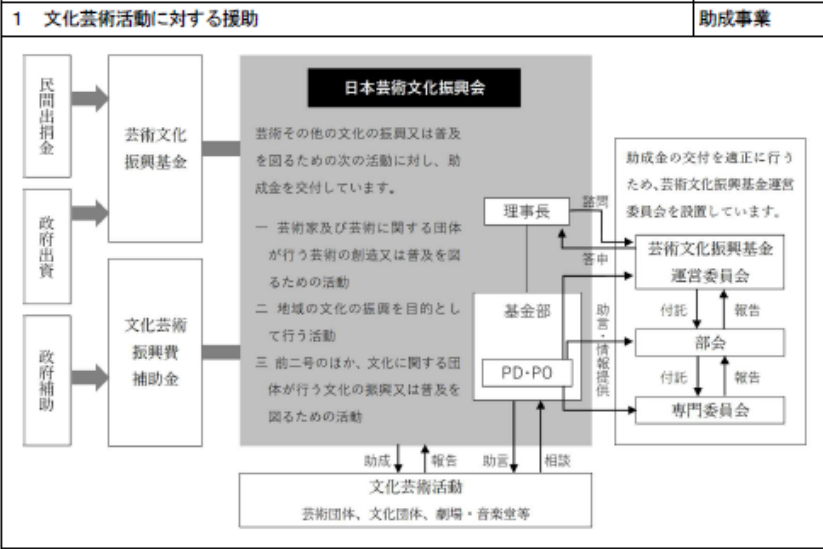 1 文化芸術活動に対する援助
助成事業
民間出捐金
政府出資
政府補助
芸術文化
振興基金
文化芸術
振興費
補助金
日本芸術文化振興会
芸術その他の文化の振興又は普及
を図るための次の活動に対し、助
成金を交付しています。
一 芸術家及び芸術に関する団体
が行う芸術の創造又は普及を図
るための活動
二 地域の文化の振興を目的とし
て行う活動
三 前二号のほか、文化に関する団
体が行う文化の振興又は普及を
図るための活動
理事長
基金部
PD・PO
諮問
答申
助言・情報提供
助成金の交付を適正に行う
ため、芸術文化振興基金運営
委員会を設置しています。
芸術文化振興基金
運営委員会
付託
報告
部会
付託
報告
専門委員会
助成
報告
助言
相談
文化芸術活動
芸術団体、文化団体、劇場・音楽堂等